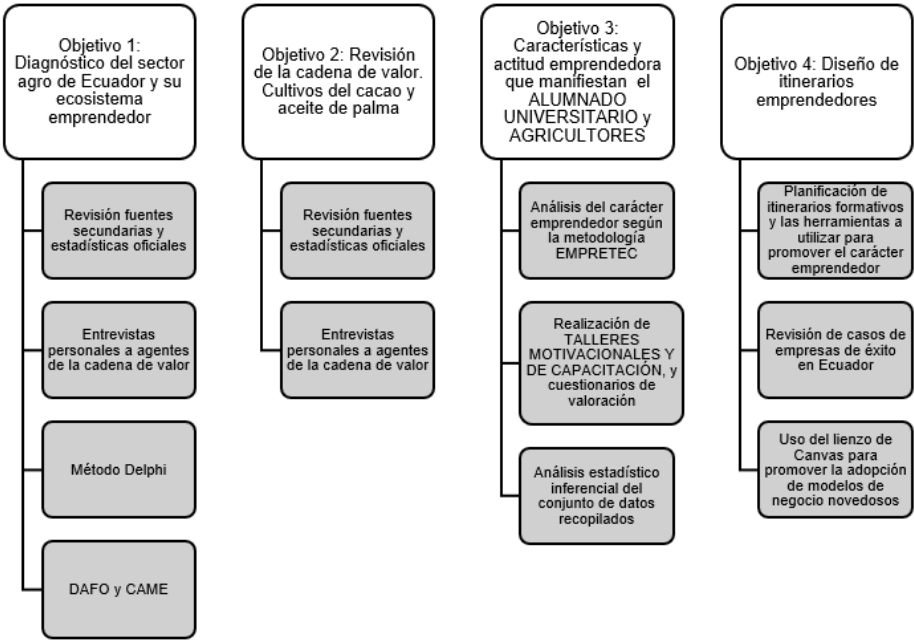 Objetivo 1:
Diagnóstico del sector
agro de Ecuador y su
ecosistema
emprendedor
Revisión fuentes
secundarias y
estadísticas oficiales
Entrevistas
personales a agentes
de la cadena de valor
Método Delphi
DAFO y CAME
Objetivo 2: Revisión
de la cadena de valor.
Cultivos del cacao y
aceite de palma
Revisión fuentes
secundarias y
estadísticas oficiales
Entrevistas
personales a agentes
de la cadena de valor
Objetivo 3:
Características y
actitud emprendedora
que manifiestan el
ALUMNADO
UNIVERSITARIO y
AGRICULTORES
Análisis del carácter
emprendedor según
la metodología
EMPRETEC
Realización de
TALLERES
MOTIVACIONALES Y
DE CAPACITACIÓN, y
cuestionarios de
valoración
Análisis estadístico
inferencial del
conjunto de datos
recopilados
Objetivo 4: Diseño de
itinerarios
emprendedores
Planificación de
itinerarios formativos
y las herramientas a
utilizar para
promover el carácter
emprendedor
Revisión de casos de
empresas de éxito
en Ecuador
Uso del lienzo de
Canvas para
promover la adopción
de modelos de
negocio novedosos